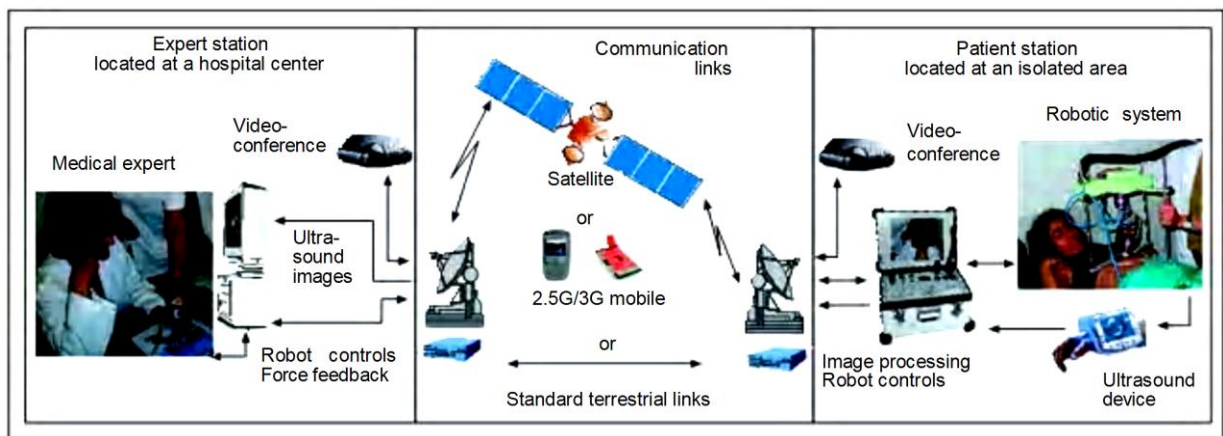 Expert station
located at a hospital center
Video-
conference
Medical expert
Ultra-
sound
images
Robot controls
Force feedback
Communication
links
Satellite
or
2.5G/3G mobile
or
Standard terrestrial links
Patient station
located at an isolated area
Video-
conference
Robotic system
Image processing
Robot controls
Ultrasound
device